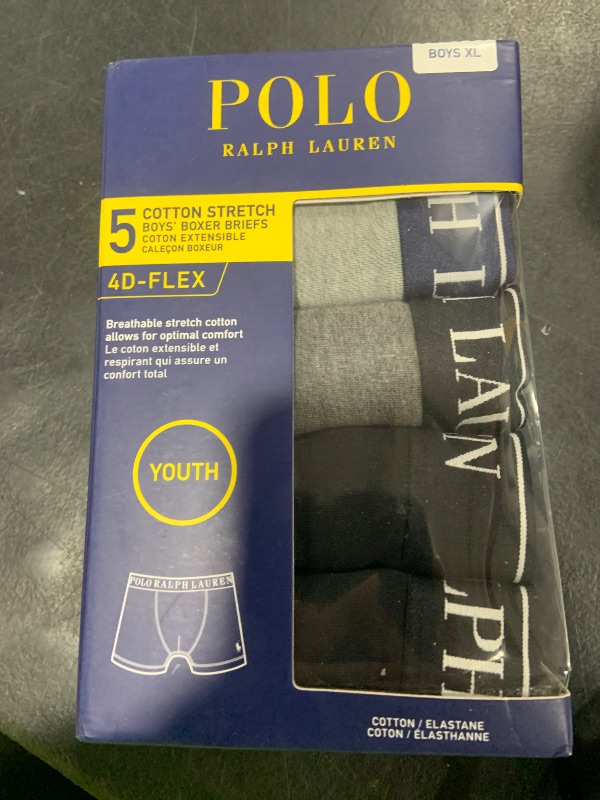 BOYS XL
POLO
RALPH LAUREN
5
COTTON STRETCH
BOYS' BOXER BRIEFS
COTON EXTENSIBLE
CALEÇON BOXEUR
4D-FLEX
Breathable stretch cotton
allows for optimal comfort
Le coton extensible et
respirant qui assure un
confort total
YOUTH
POLO RALPH LAUREN
H L
LAUN
LPH
COTTON / ELASTANE
COTON / ÉLASTHANNE